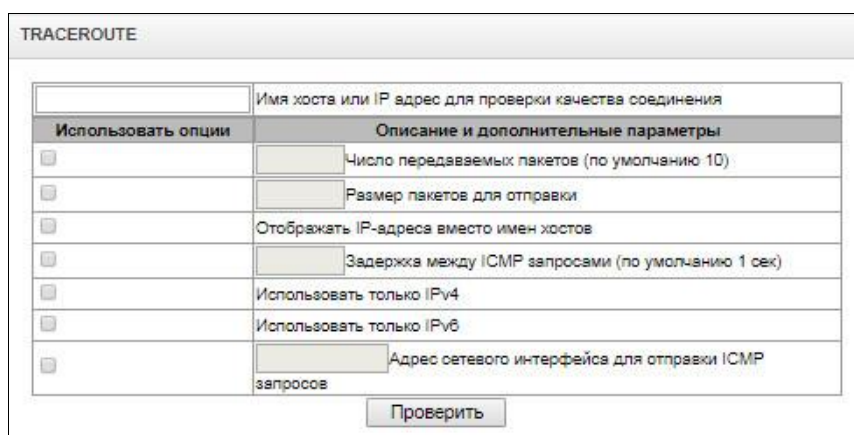 TRACEROUTE
Имя хоста или IP адрес для проверки качества соединения
Использовать опции Описание и дополнительные параметры
Число передаваемых пакетов (по умолчанию 10)
Размер пакетов для отправки
Отображать IP-адреса вместо имен хостов
Задержка между ICMP запросами (по умолчанию 1 сек)
Использовать только IPv4
Использовать только IPv6
Адрес сетевого интерфейса для отправки ICMP
запросов
Проверить